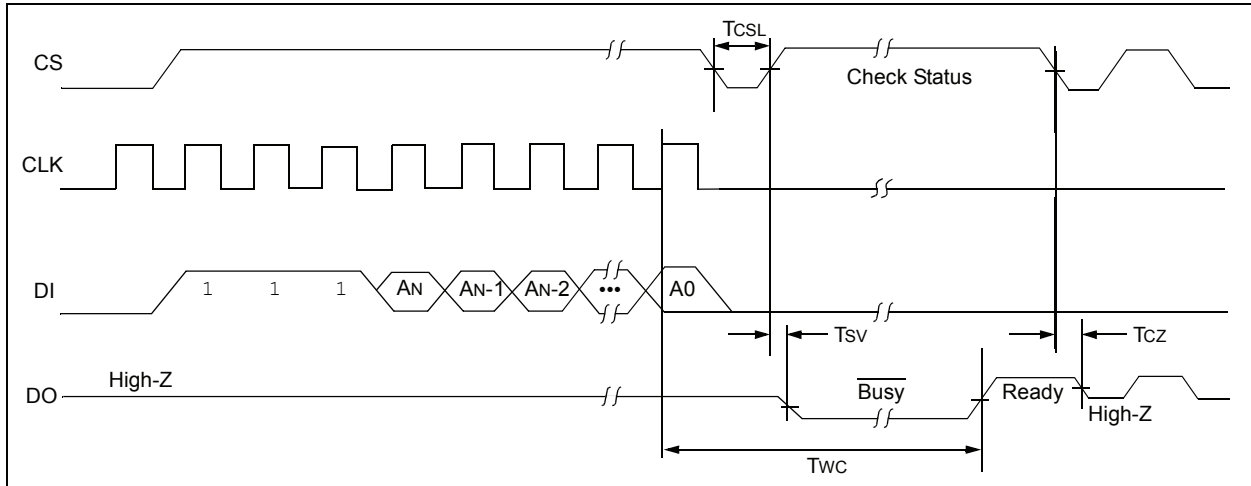 TCSL
CS
Check Status
CLK
DI
1 1 1 AN AN-1 AN-2 ••• A0
TSV
TCZ
High-Z
DO
Busy
Ready
High-Z
TWC